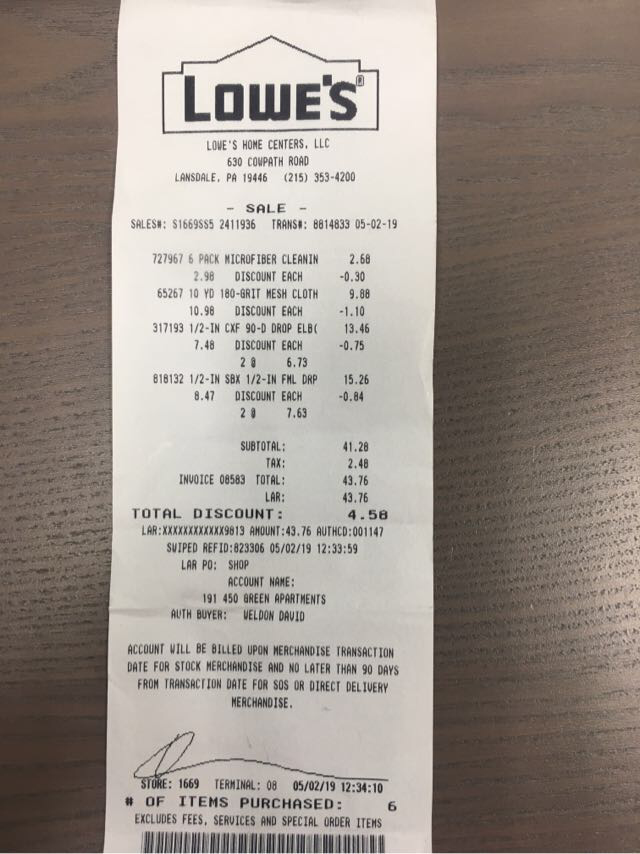 LOWE'S®
LOWE'S HOME CENTERS, LLC
630 COWPATH ROAD
LANSDALE, PA 19446 (215) 353-4200
- SALE -
SALES#: S1669SS5 2411936 TRANS#: 8814833 05-02-19
727967 6 PACK MICROFIBER CLEANIN 2.68
2.98 DISCOUNT EACH -0.30
65267 10 YD 180-GRIT MESH CLOTH 9.88
10.98 DISCOUNT EACH -1.10
317193 1/2-IN CXF 90-D DROP ELB( 13.46
7.48 DISCOUNT EACH -0.75
2 @ 6.73
818132 1/2-IN SBX 1/2-IN FML DRP 15.26
8.47 DISCOUNT EACH -0.84
2 @ 7.63
SUBTOTAL: 41.28
TAX: 2.48
INVOICE 08583 TOTAL: 43.76
LAR: 43.76
TOTAL DISCOUNT: 4.58
LAR:XXXXXXXXXXXX9813 AMOUNT:43.76 AUTHCD:001147
SWIPED REFID:823306 05/02/19 12:33:59
LAR PO: SHOP
ACCOUNT NAME:
191 450 GREEN APARTMENTS
AUTH BUYER: WELDON DAVID
ACCOUNT WILL BE BILLED UPON MERCHANDISE TRANSACTION
DATE FOR STOCK MERCHANDISE AND NO LATER THAN 90 DAYS
FROM TRANSACTION DATE FOR SOS OR DIRECT DELIVERY
MERCHANDISE.
STORE: 1669 TERMINAL: 08 05/02/19 12:34:10
# OF ITEMS PURCHASED: 6
EXCLUDES FEES, SERVICES AND SPECIAL ORDER ITEMS